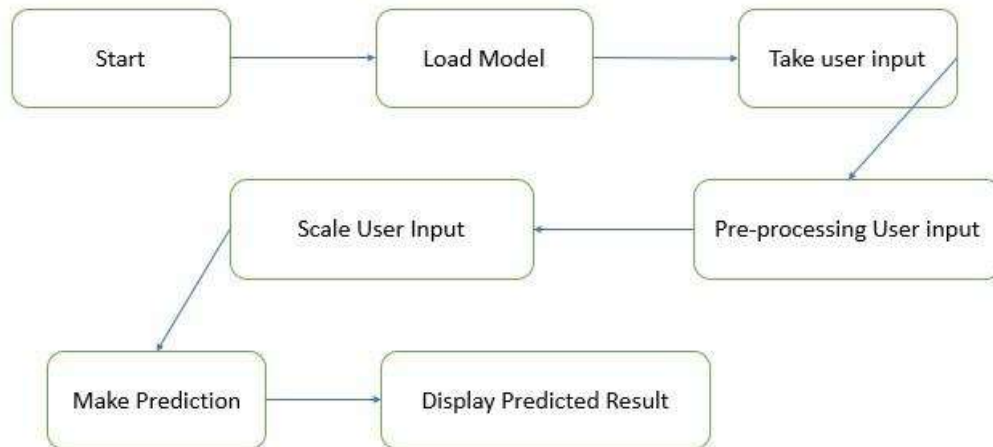 Start
Load Model
Take user input
Pre-processing User input
Scale User Input
Make Prediction
Display Predicted Result